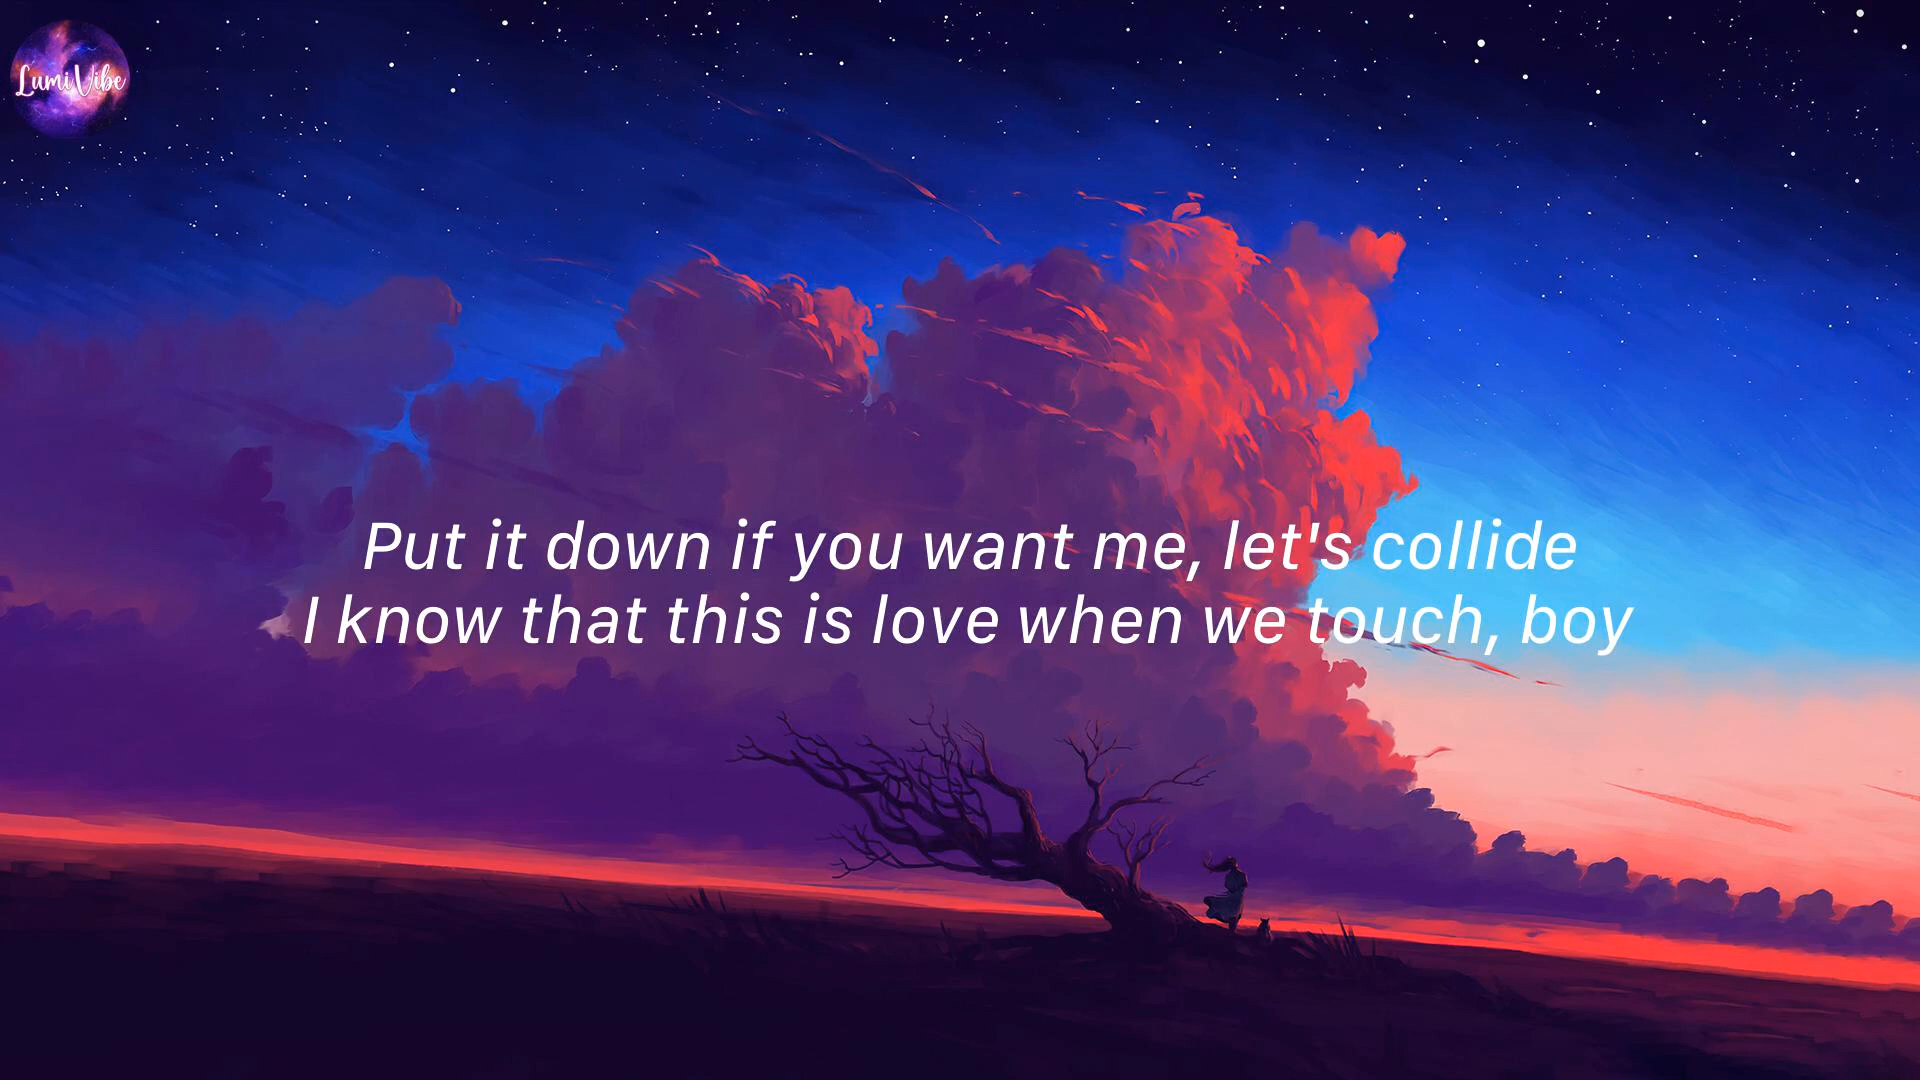 LumiVibe
Put it down if you want me, let's collide
I know that this is love when we touch, boy